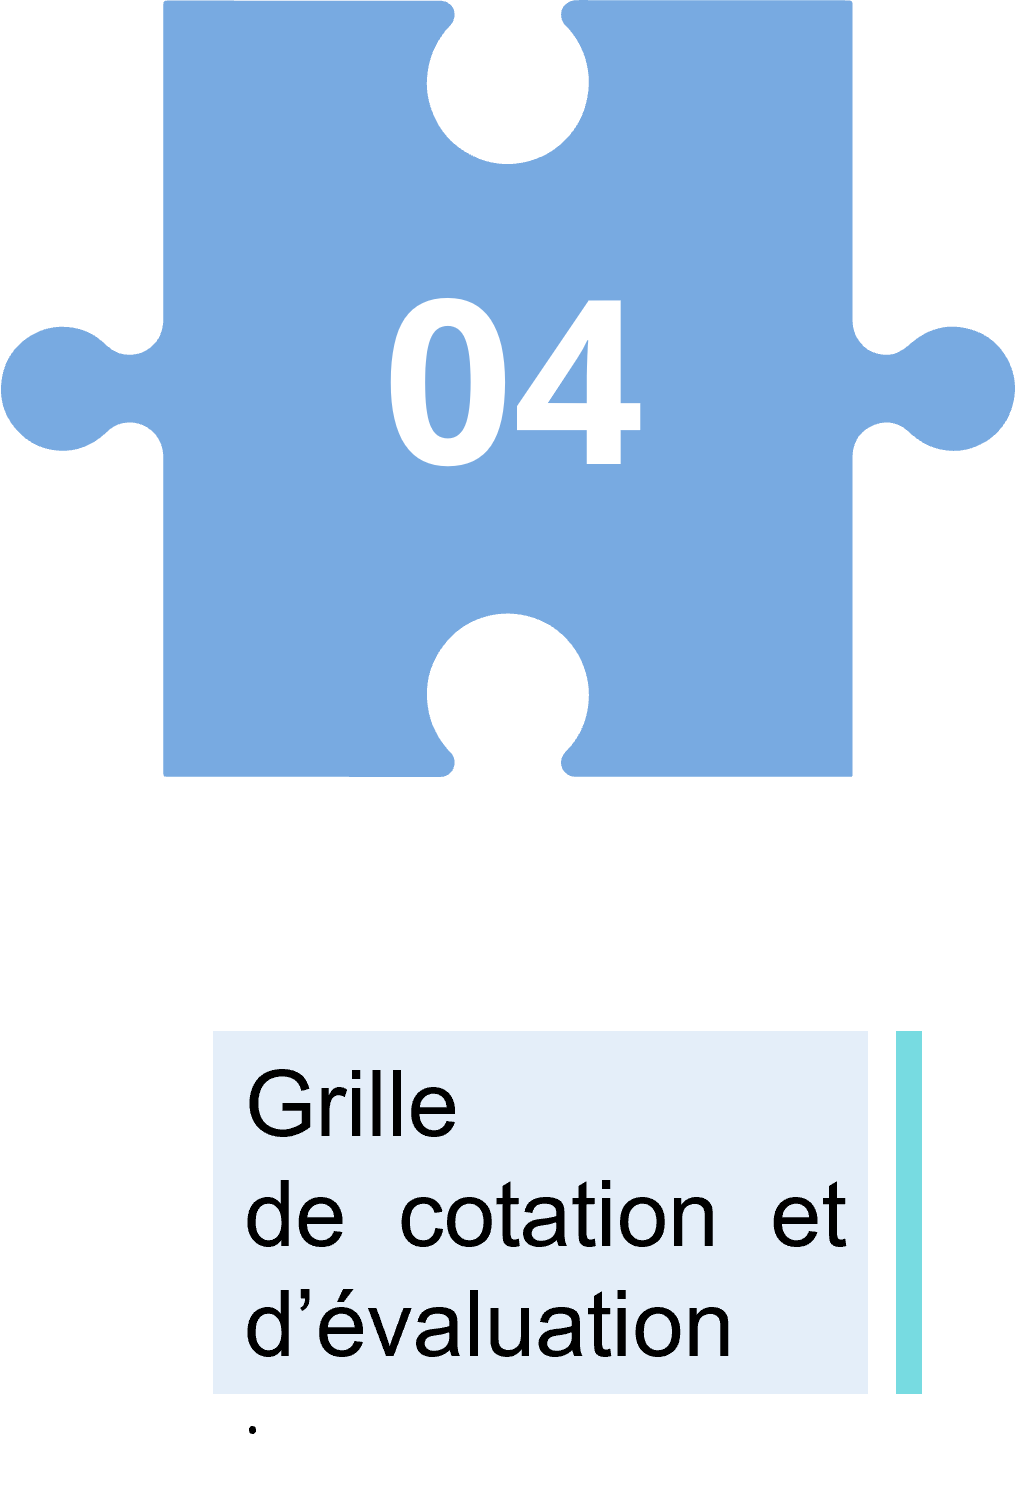 04
Grille
de cotation et
d’évaluation
.